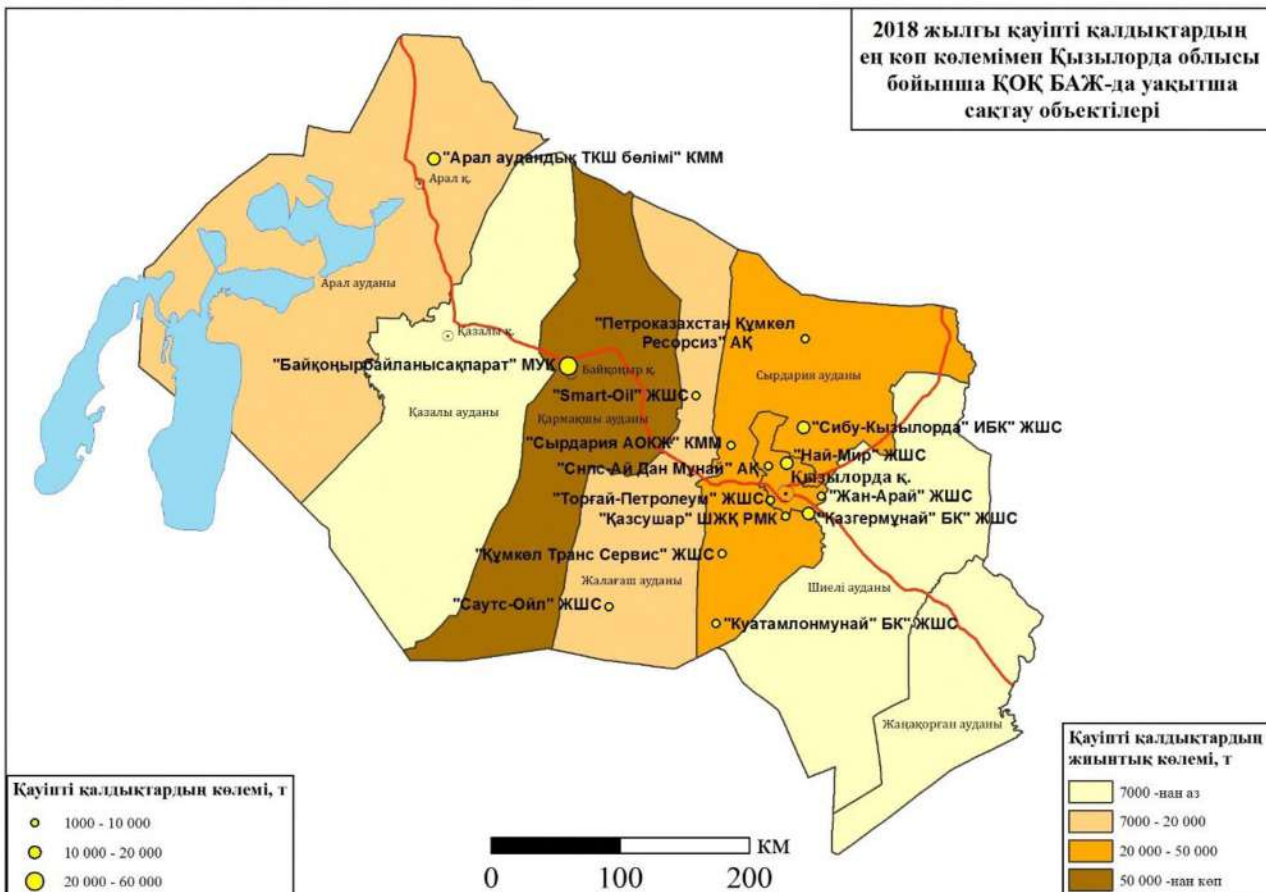 2018 жылғы қауіпті қалдықтардың
ең көп көлемімен Қызылорда облысы
бойынша ҚОҚ БАЖ-да уақытша
сақтау объектілері
"Арал аудандық ТКШ бөлімі" КММ
Арал қ.
Арал ауданы
Қазалы қ.
"Петроказахстан Құмкөл
Ресорсиз" АҚ
"Байқоңырбайланысақпарат" МУК
Байқоңыр қ.
Сырдария ауданы
Қазалы ауданы
"Smart-Oil" ЖШС
Қармақшы ауданы
"Сибу-Кызылорда" ИБК" ЖШС
"Сырдария АОКЖ" КММ
"Най-Мир" ЖШС
"Снпс-Ай Дан Мұнай" АҚ
Қызылорда қ.
"Торғай-Петролеум" ЖШС
"Жан-Арай" ЖШС
"Қазсушар" ШЖҚ РМК
"Қазгермұнай" БК" ЖШС
"Құмкөл Транс Сервис" ЖШС
Жалағаш ауданы
Шиелі ауданы
"Саутс-Ойл" ЖШС
"Куатамлонмунай" БК" ЖШС
Жаңақорған ауданы
Қауіпті қалдықтардың көлемі, т
1000 - 10 000
10 000 - 20 000
20 000 - 60 000
КМ
0 100 200
Қауіпті қалдықтардың
жиынтық көлемі, т
7000 -нан аз
7000 - 20 000
20 000 - 50 000
50 000 -нан көп